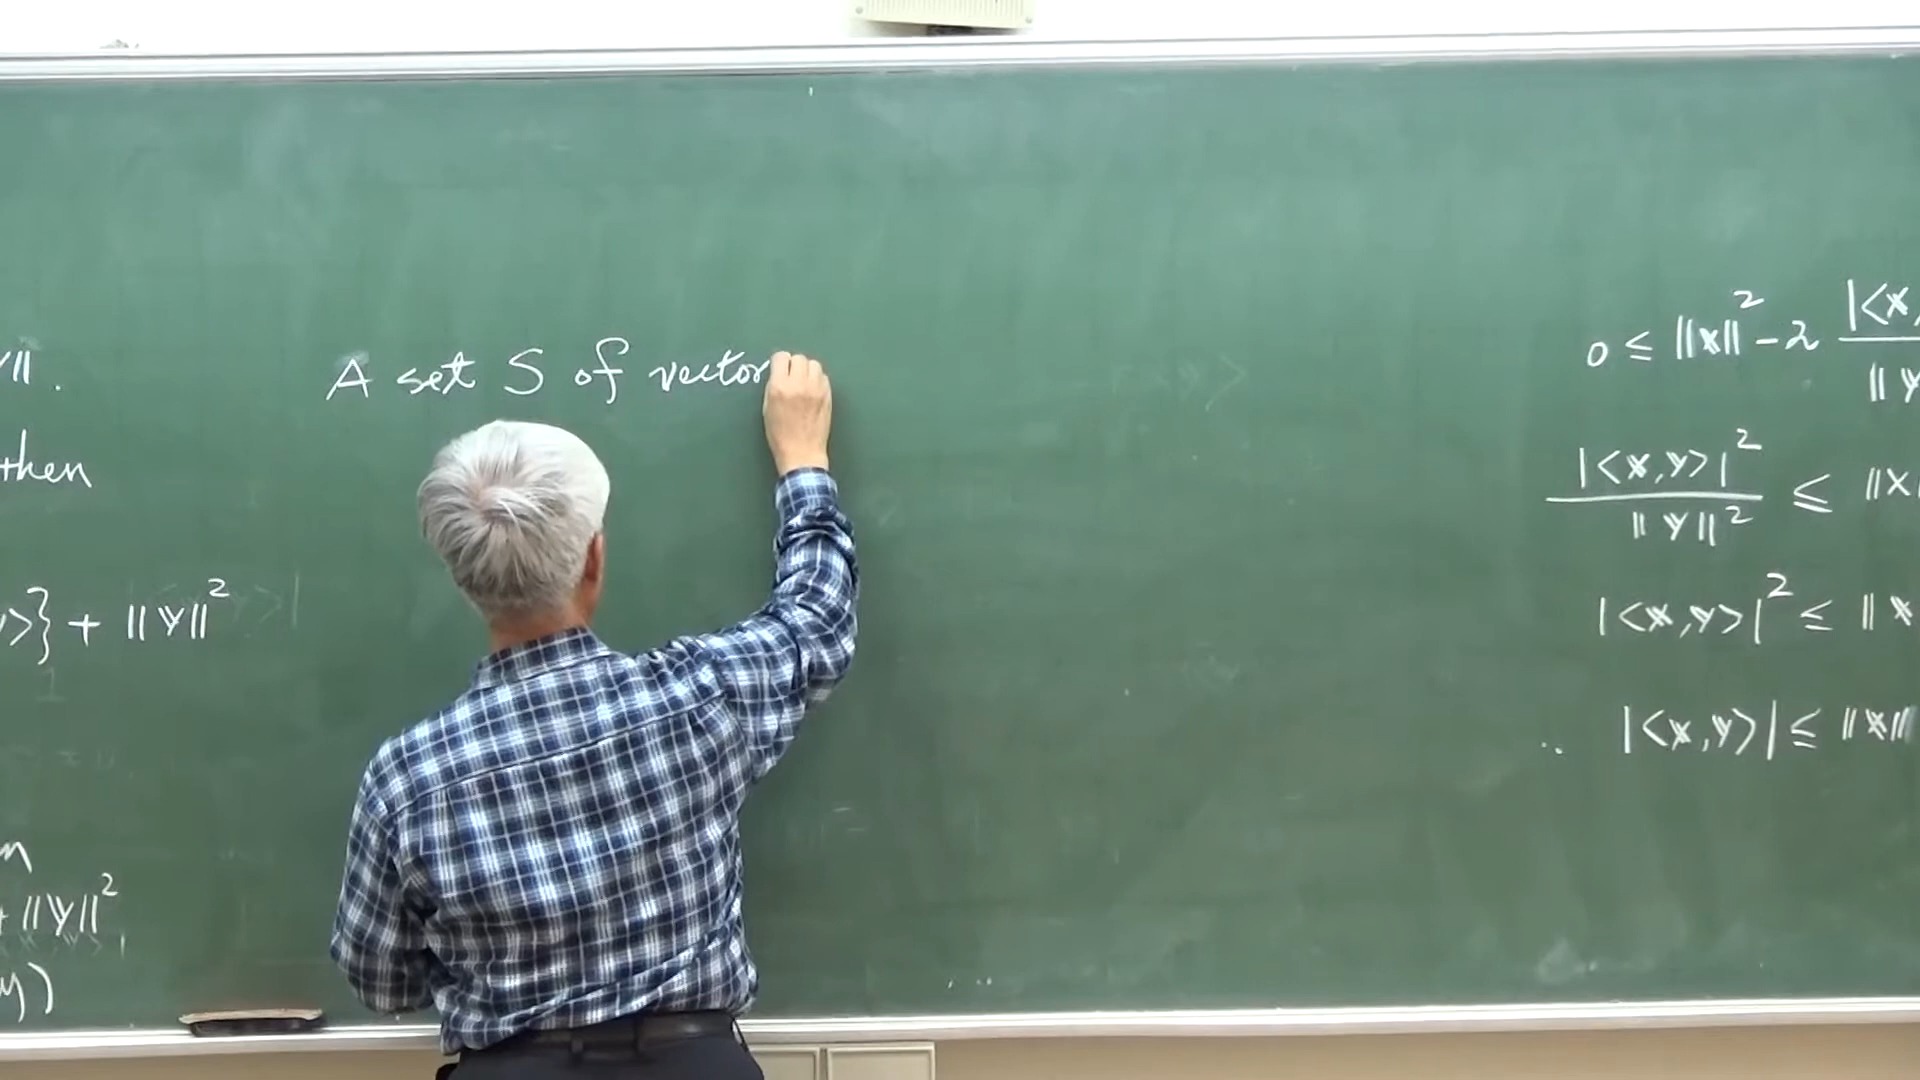 ‖.
then
>} + ‖y‖²
+ ‖y‖²
y)
A set S of vector
0 ≤ ‖x‖² - 2 |<x,
‖y
|<x,y>|² / ‖y‖² ≤ ‖x
|<x,y>|² ≤ ‖x
∴ |<x,y>| ≤ ‖x‖